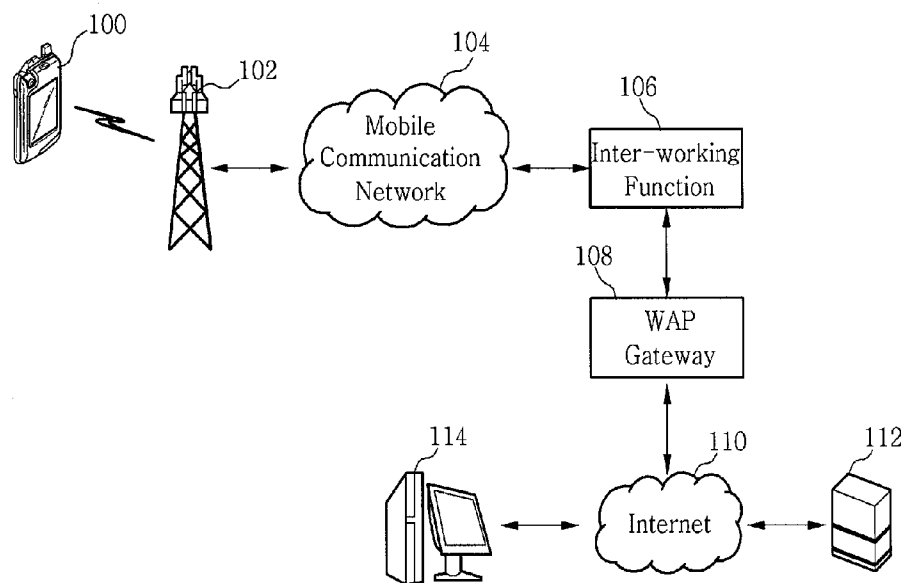 100
102
104
Mobile
Communication
Network
106
Inter-working
Function
108
WAP
Gateway
110
Internet
112
114